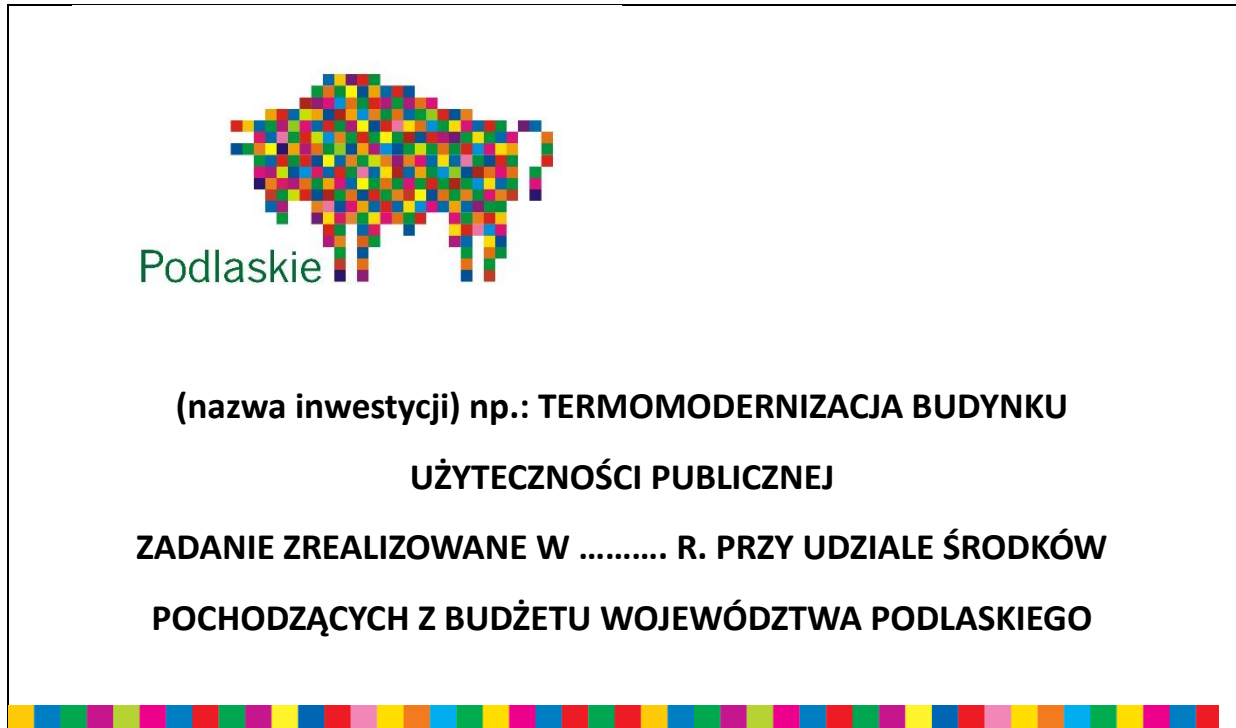 Podlaskie
(nazwa inwestycji) np.: TERMOMODERNIZACJA BUDYNKU
UŻYTECZNOŚCI PUBLICZNEJ
ZADANIE ZREALIZOWANE W ………. R. PRZY UDZIALE ŚRODKÓW
POCHODZĄCYCH Z BUDŻETU WOJEWÓDZTWA PODLASKIEGO